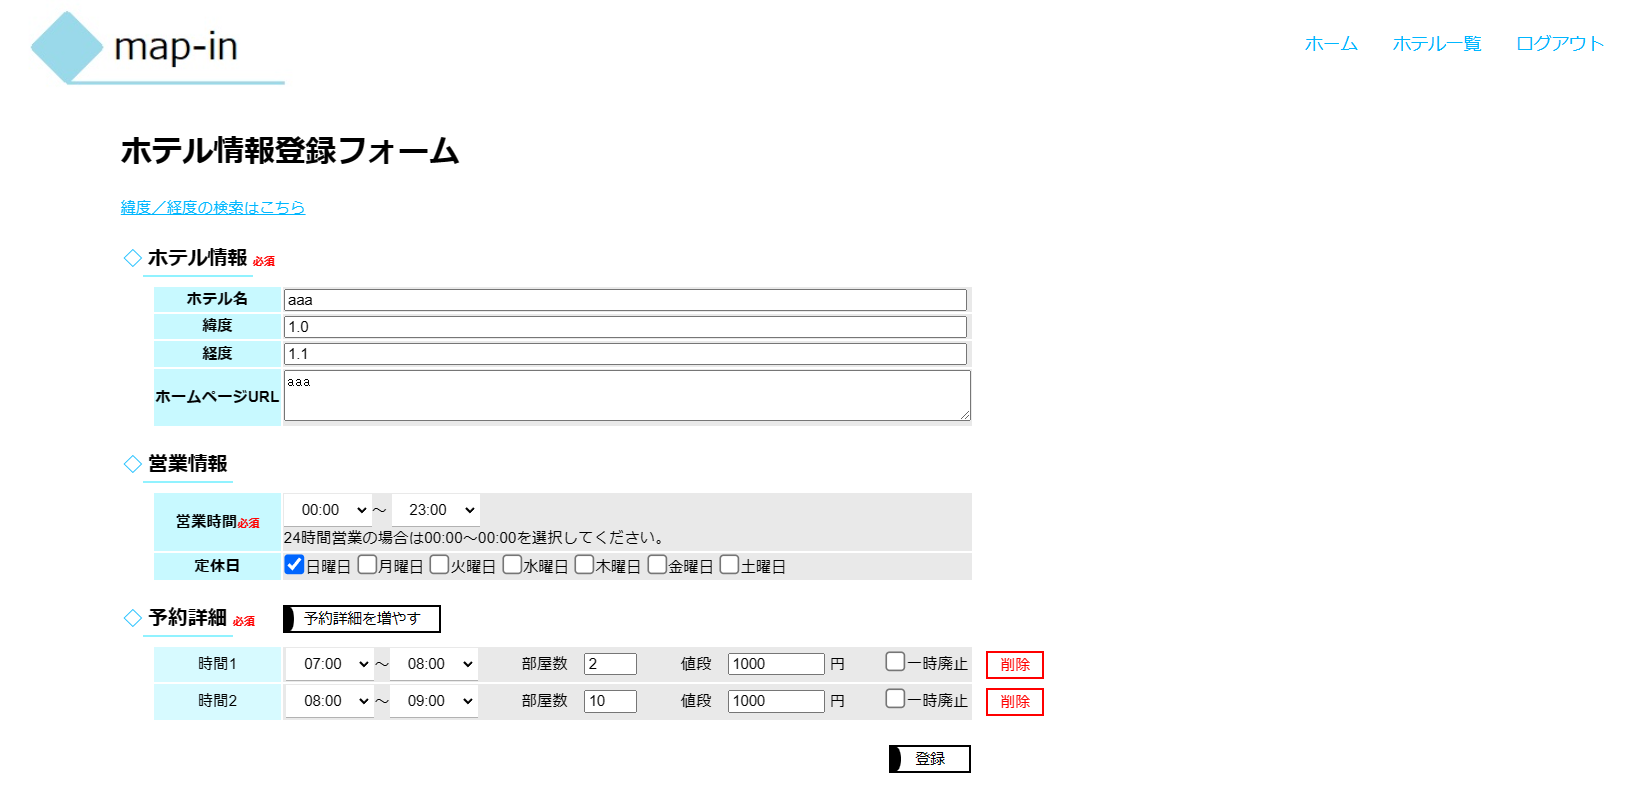 map-in
ホーム ホテル一覧 ログアウト
ホテル情報登録フォーム
緯度／経度の検索はこちら
ホテル情報 必須
ホテル名 aaa
緯度 1.0
経度 1.1
ホームページURL aaa
営業情報
営業時間必須 00:00 ～ 23:00
24時間営業の場合は00:00～00:00を選択してください。
定休日 日曜日 月曜日 火曜日 水曜日 木曜日 金曜日 土曜日
予約詳細 必須 予約詳細を増やす
時間1 07:00 ～ 08:00 部屋数 2 値段 1000 円 一時廃止 削除
時間2 08:00 ～ 09:00 部屋数 10 値段 1000 円 一時廃止 削除
登録